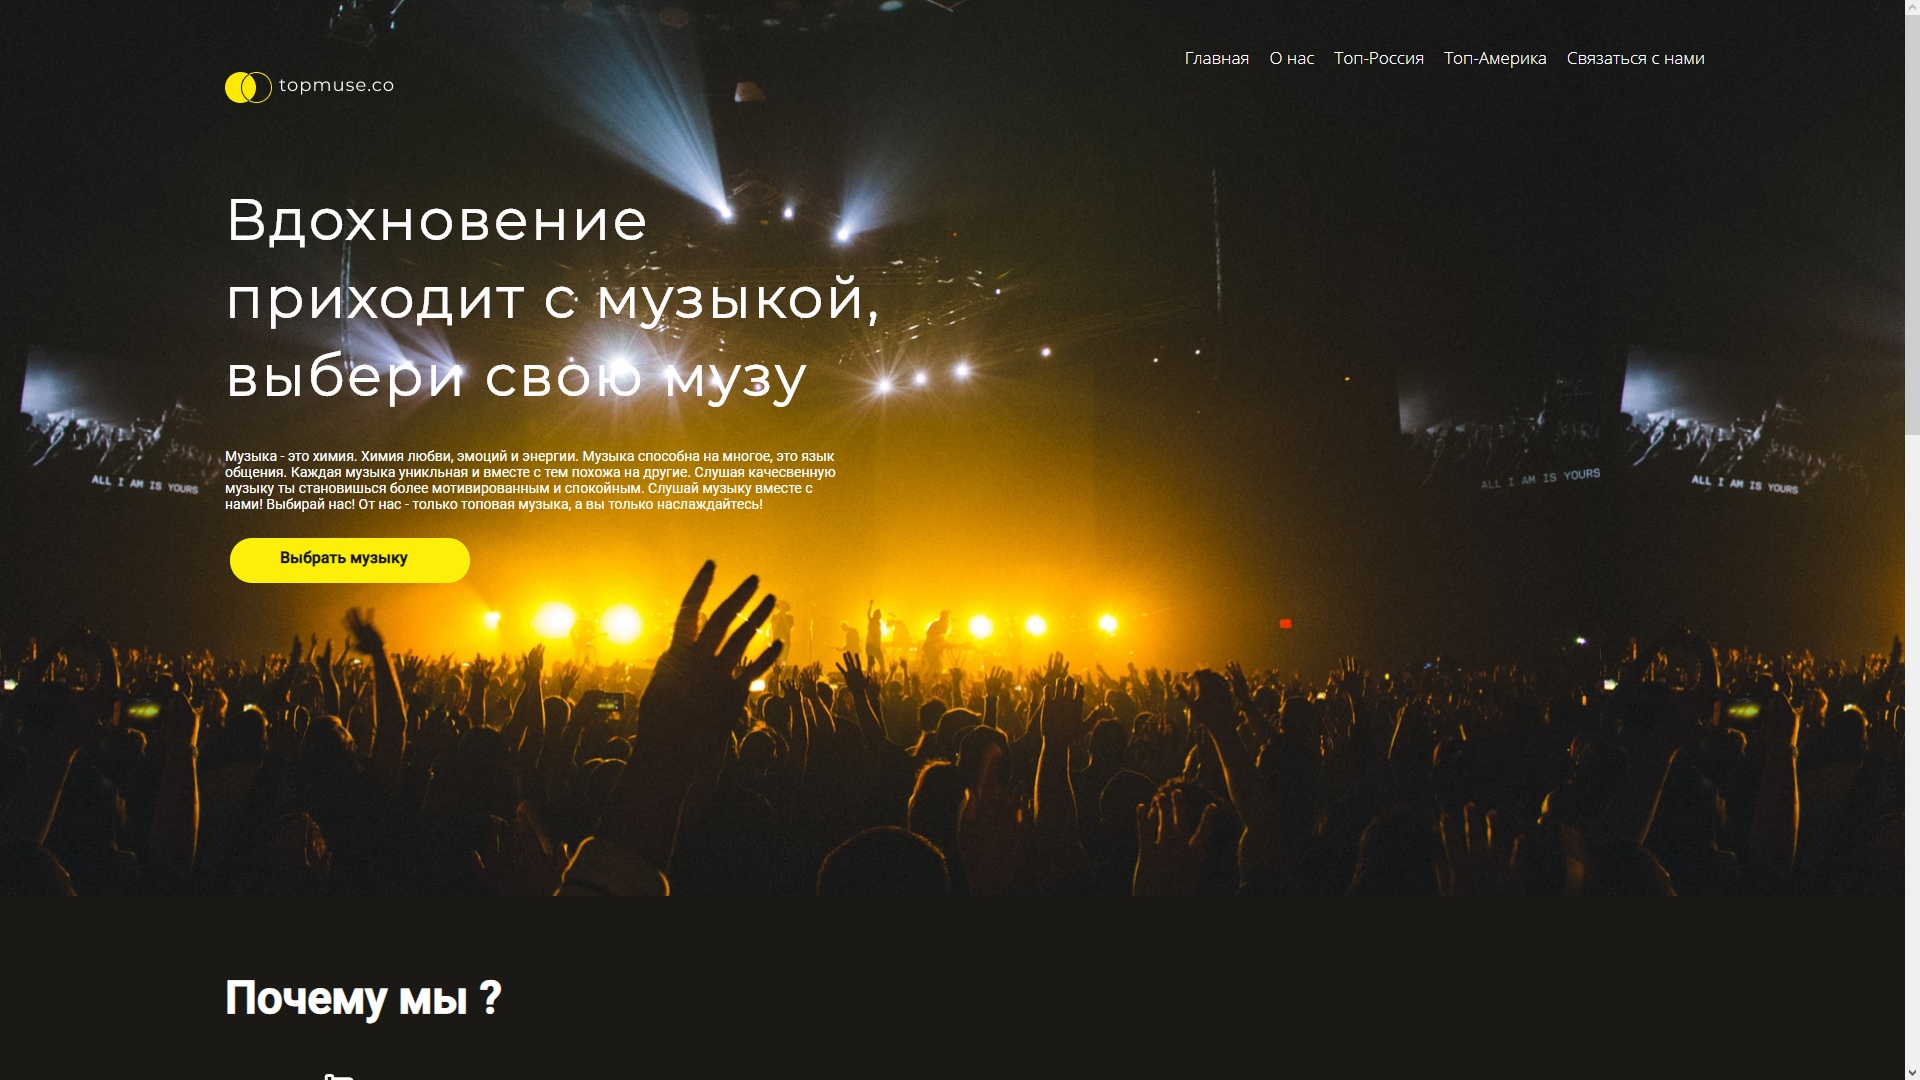 topmuse.co
Главная О нас Топ-Россия Топ-Америка Связаться с нами
Вдохновение
приходит с музыкой,
выбери свою музу
Музыка - это химия. Химия любви, эмоций и энергии. Музыка способна на многое, это язык
общения. Каждая музыка уникльная и вместе с тем похожа на другие. Слушая качесвенную
музыку ты становишься более мотивированным и спокойным. Слушай музыку вместе с
нами! Выбирай нас! От нас - только топовая музыка, а вы только наслаждайтесь!
Выбрать музыку
ALL I AM IS YOURS
ALL I AM IS YOURS
ALL I AM IS YOURS
Почему мы ?